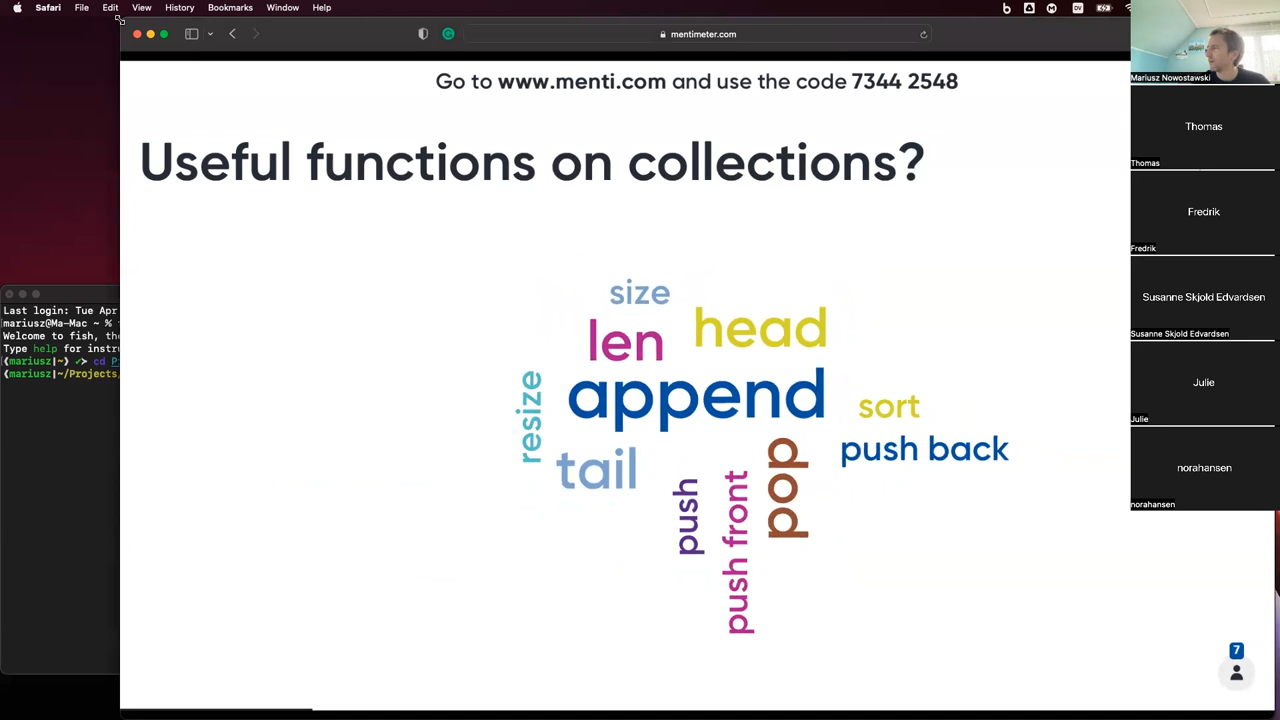 Safari File Edit View History Bookmarks Window Help
mentimeter.com
Go to www.menti.com and use the code 7344 2548
Useful functions on collections?
size
len
head
append
resize
sort
tail
push back
push
push front
pop
7
Last login: Tue Apr
mariusz@Ma-Mac ~ %
Welcome to fish, the
Type help for instru
(mariusz|~) ✔> cd P
(mariusz|~/Projects/
Mariusz Nowostawski
Thomas
Thomas
Fredrik
Fredrik
Susanne Skjold Edvardsen
Susanne Skjold Edvardsen
Julie
Julie
norahansen
norahansen